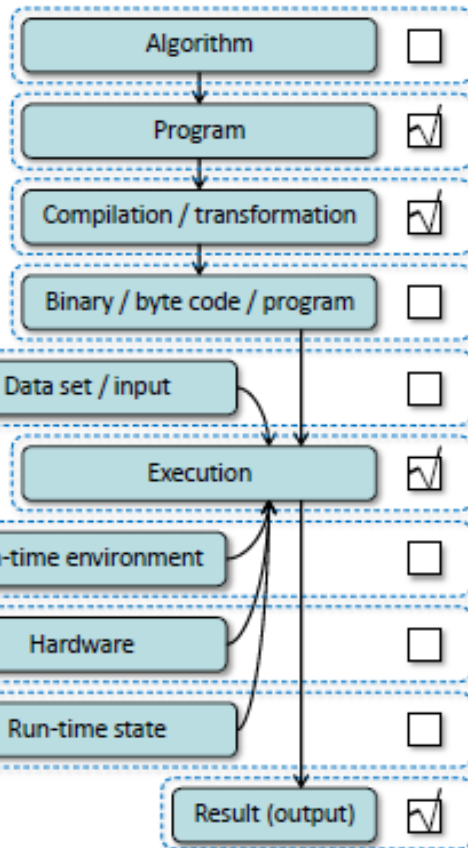 Algorithm
Program
Compilation / transformation
Binary / byte code / program
Data set / input
Execution
-time environment
Hardware
Run-time state
Result (output)